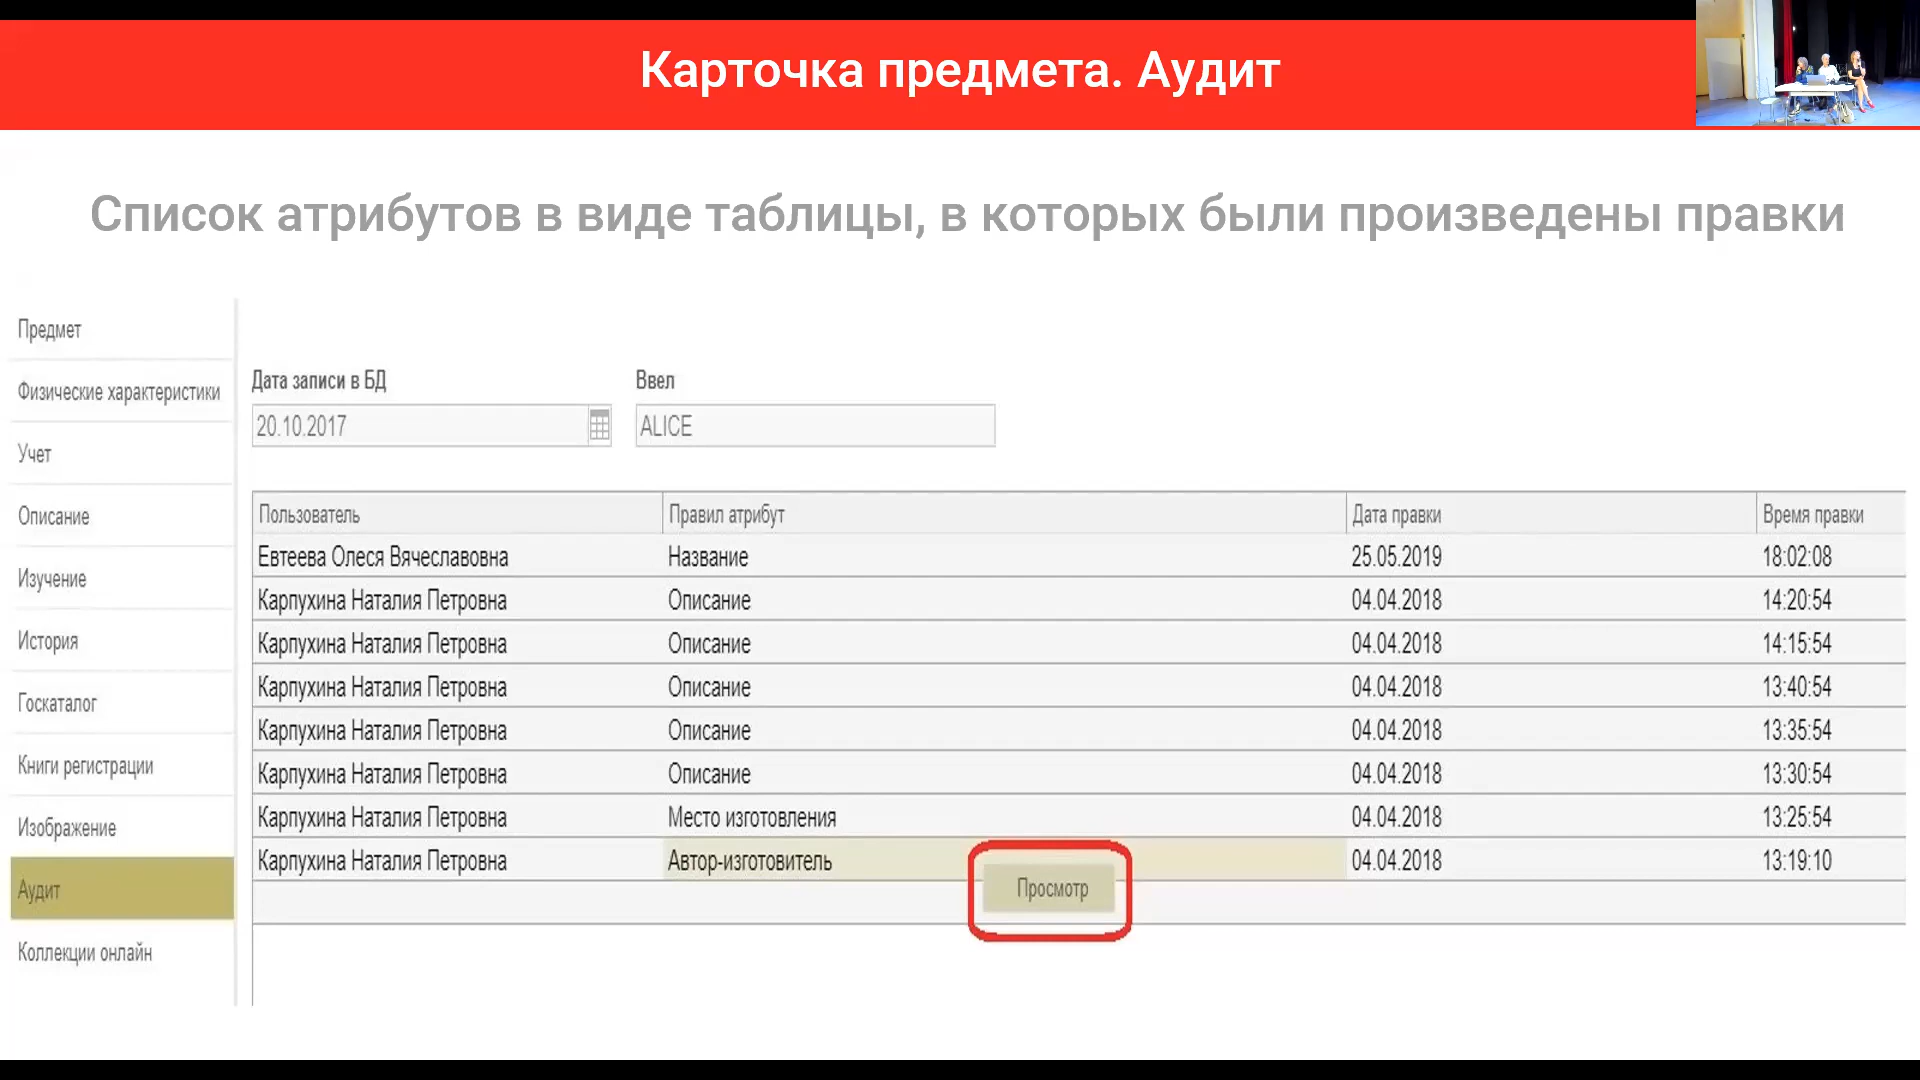 Карточка предмета. Аудит
Список атрибутов в виде таблицы, в которых были произведены правки
Предмет
Физические характеристики
Учет
Описание
Изучение
История
Госкаталог
Книги регистрации
Изображение
Аудит
Коллекции онлайн
Дата записи в БД Ввел
20.10.2017 ALICE
Пользователь Правил атрибут Дата правки Время правки
Евтеева Олеся Вячеславовна Название 25.05.2019 18:02:08
Карпухина Наталия Петровна Описание 04.04.2018 14:20:54
Карпухина Наталия Петровна Описание 04.04.2018 14:15:54
Карпухина Наталия Петровна Описание 04.04.2018 13:40:54
Карпухина Наталия Петровна Описание 04.04.2018 13:35:54
Карпухина Наталия Петровна Описание 04.04.2018 13:30:54
Карпухина Наталия Петровна Место изготовления 04.04.2018 13:25:54
Карпухина Наталия Петровна Автор-изготовитель 04.04.2018 13:19:10
Просмотр